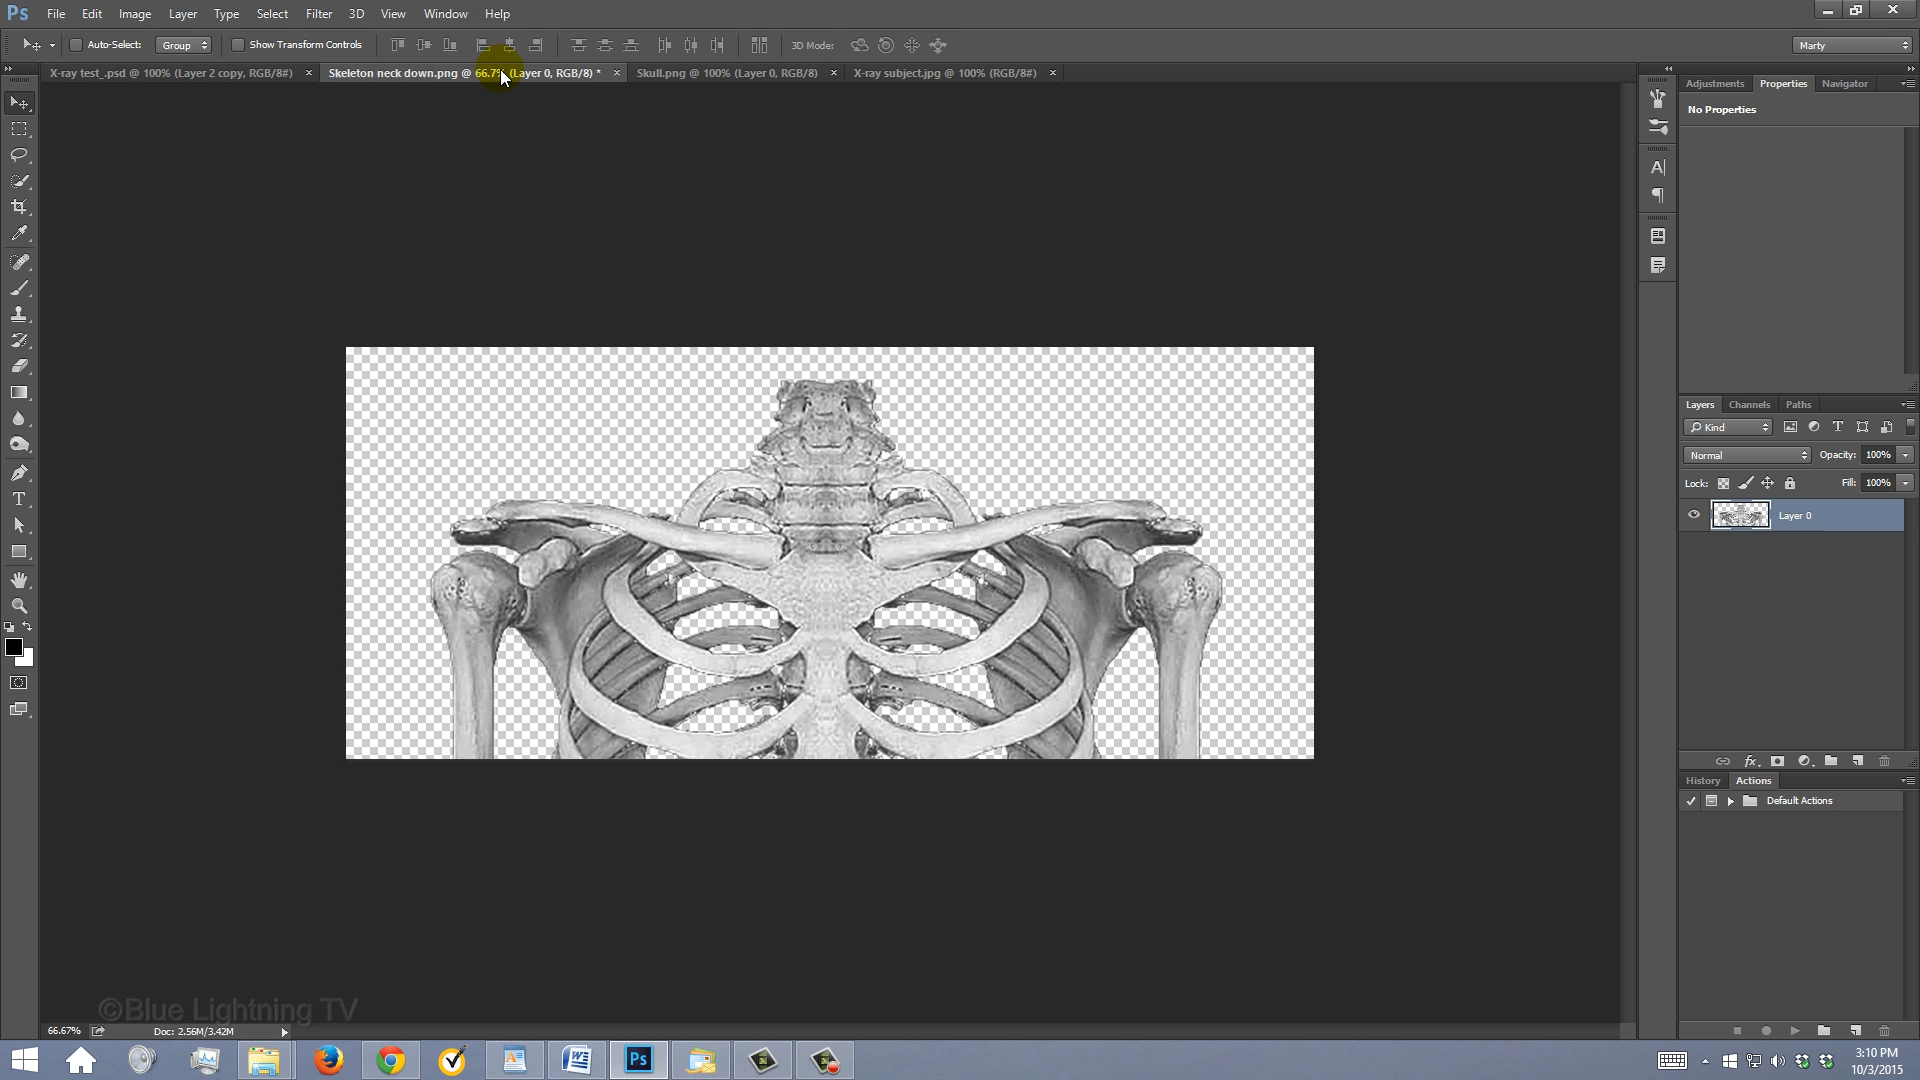 Ps File Edit Image Layer Type Select Filter 3D View Window Help
Auto-Select: Group Show Transform Controls 3D Mode: Marty
X-ray test_.psd @ 100% (Layer 2 copy, RGB/8#) × Skeleton neck down.png @ 66.7% (Layer 0, RGB/8) * × Skull.png @ 100% (Layer 0, RGB/8) × X-ray subject.jpg @ 100% (RGB/8#) ×
Adjustments Properties Navigator
No Properties
Layers Channels Paths
Kind
Normal Opacity: 100%
Lock: Fill: 100%
Layer 0
History Actions
Default Actions
©Blue Lightning TV
66.67% Doc: 2.56M/3.42M
Ps
3:10 PM
10/3/2015